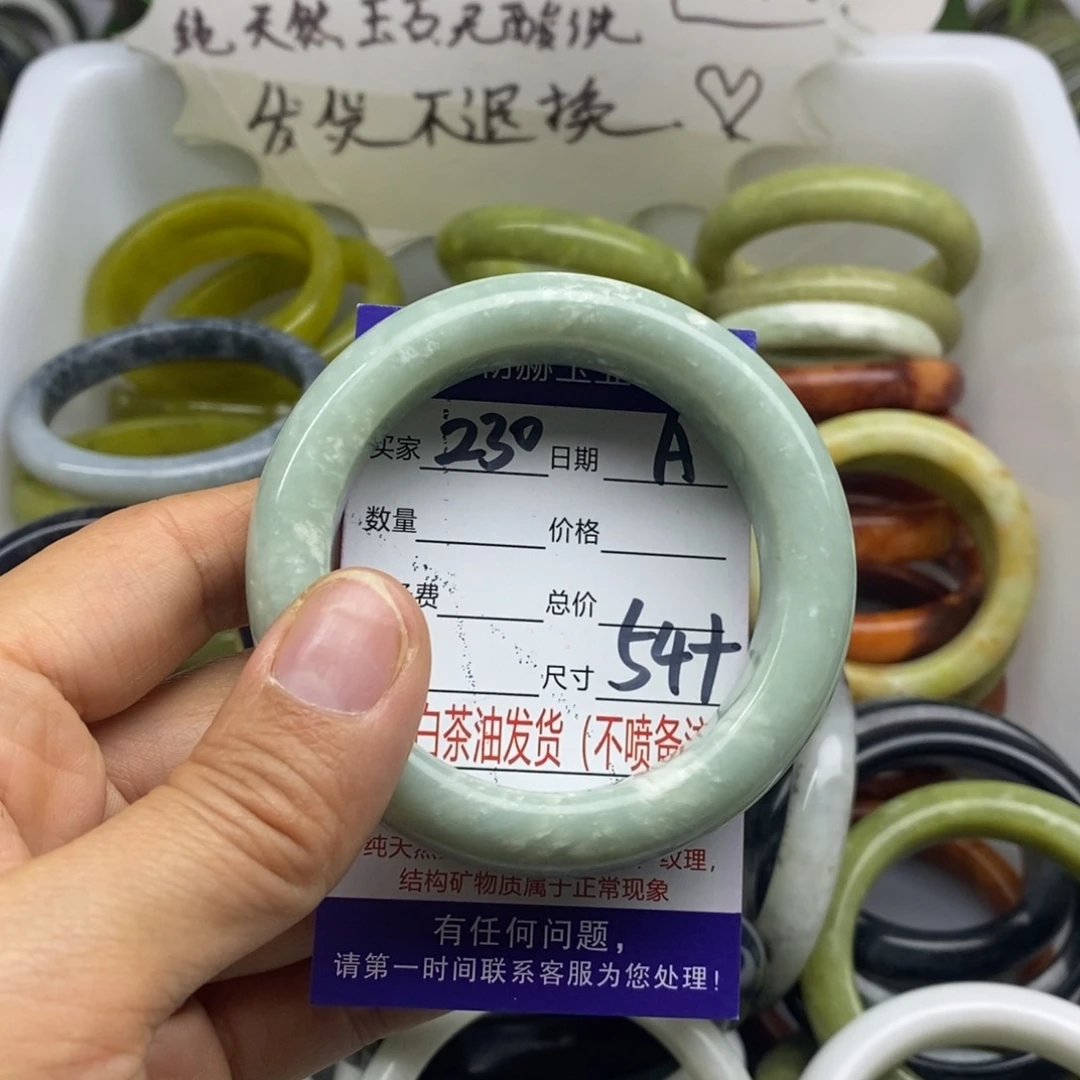 纯天然玉石无酸洗
发货不退换
买家 230 日期 A
数量 价格
费 总价
尺寸 54+
白茶油发货（不喷备注
纯天然 纹理，
结构矿物质属于正常现象
有任何问题，
请第一时间联系客服为您处理！